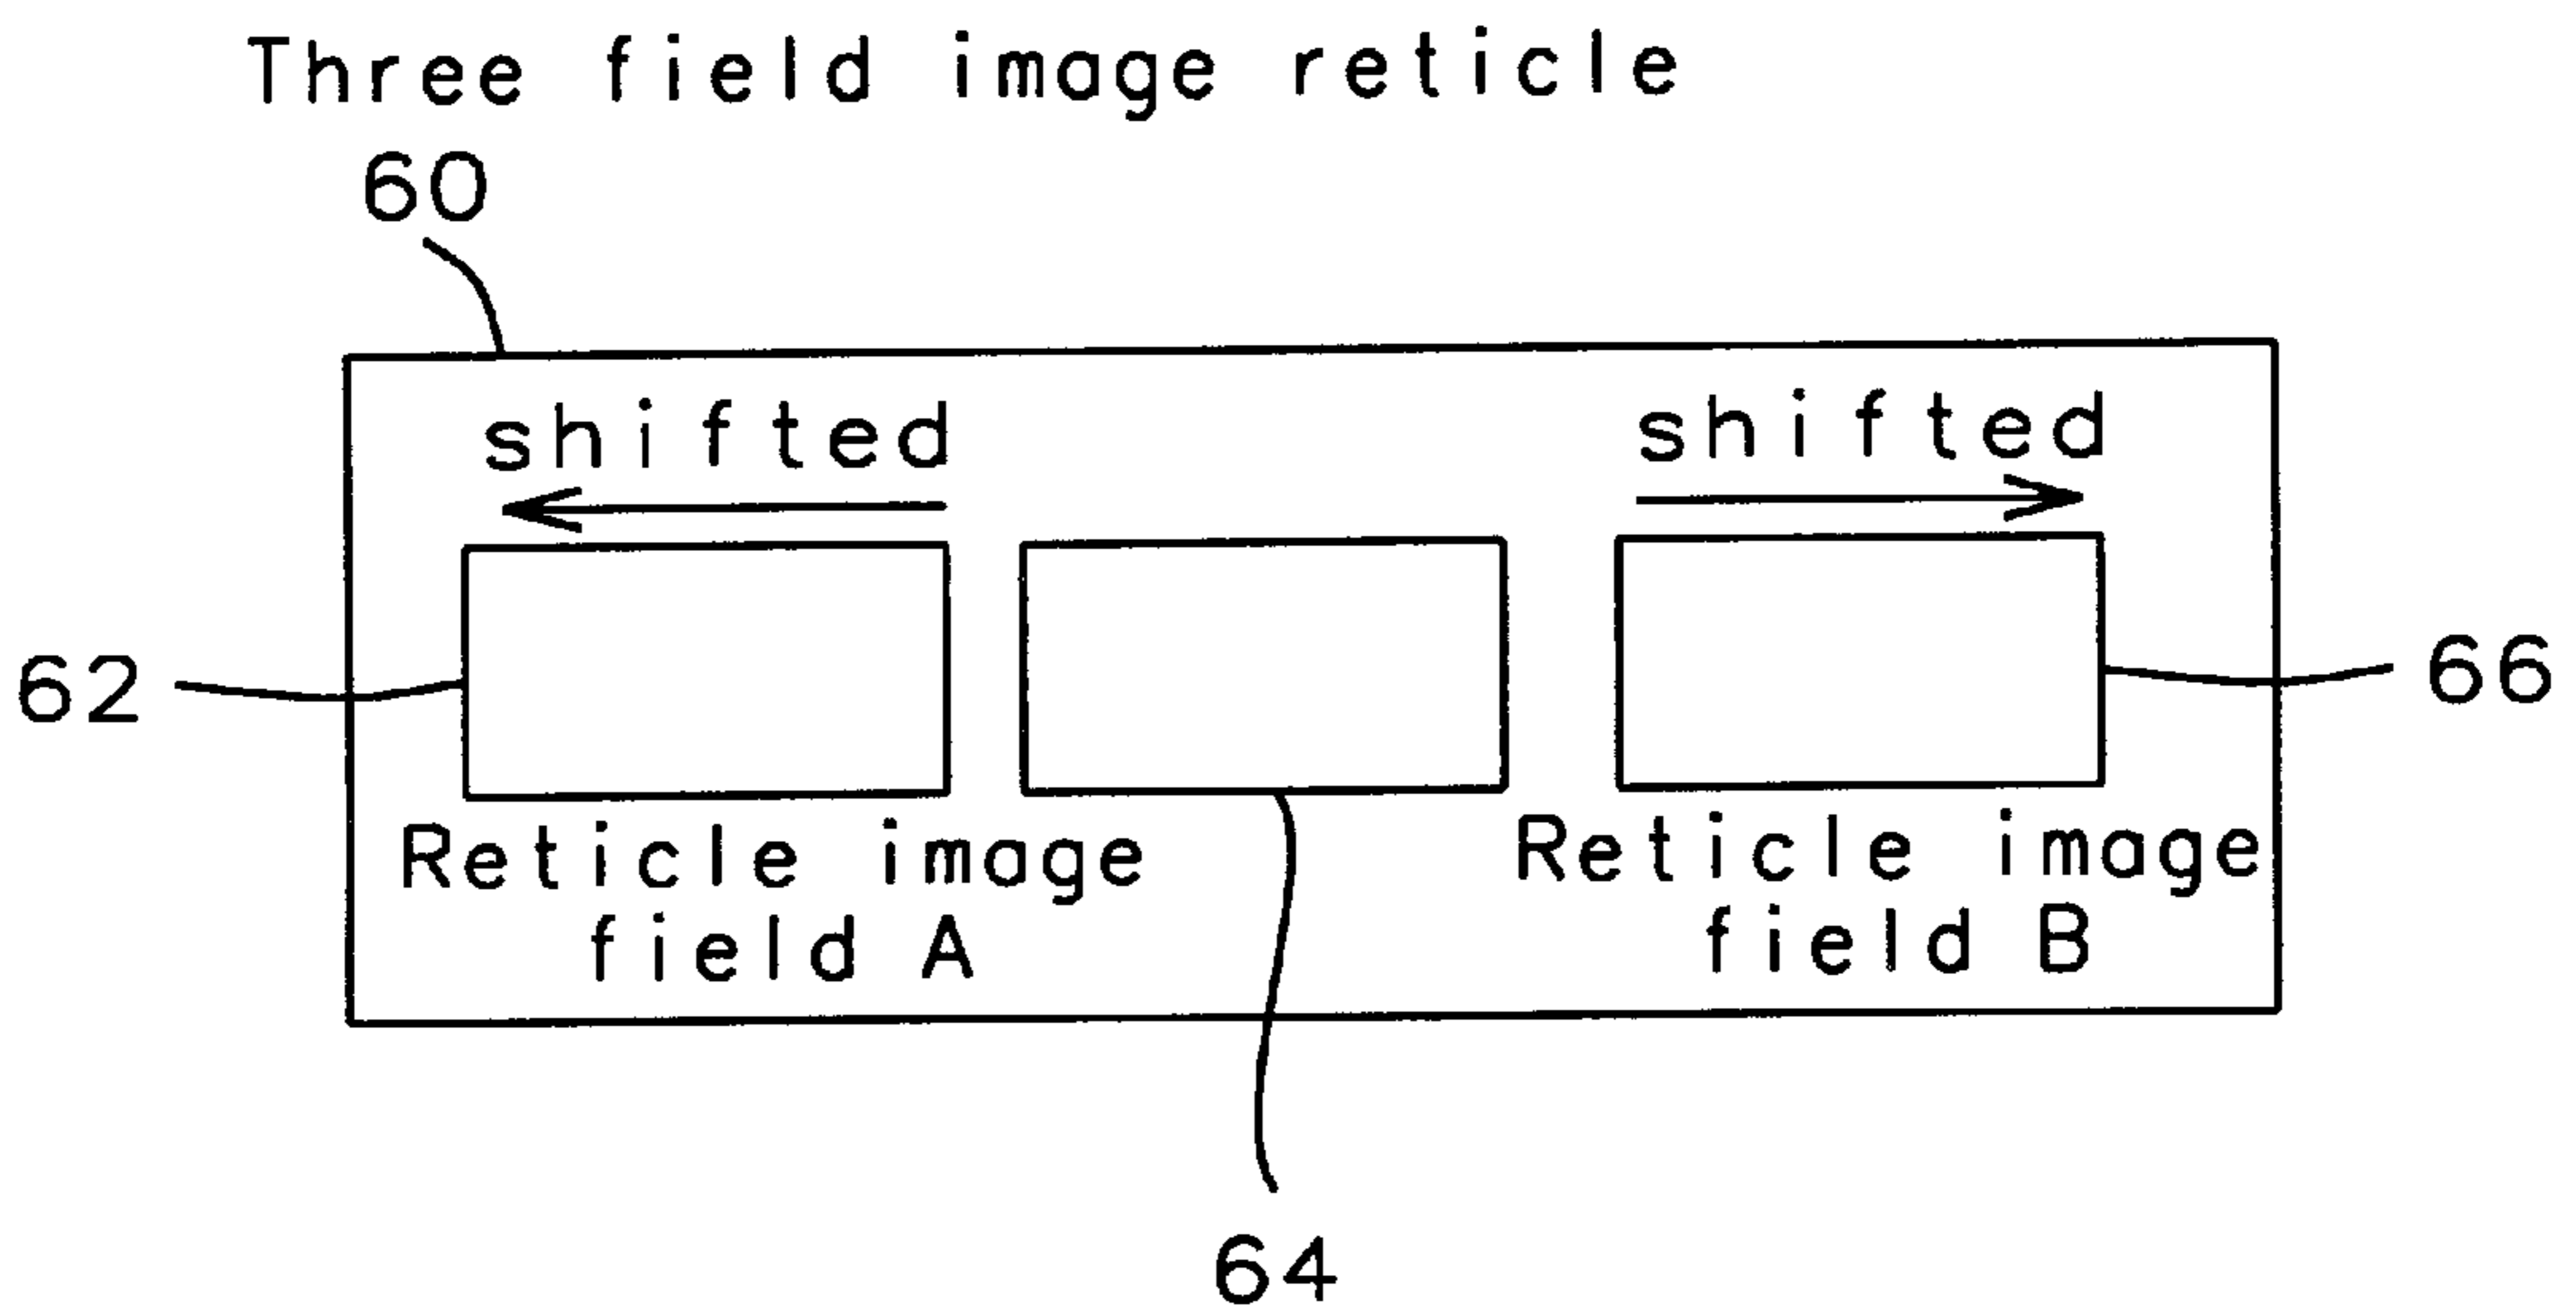 Three field image reticle
60
shifted
shifted
62
66
Reticle image
field A
Reticle image
field B
64